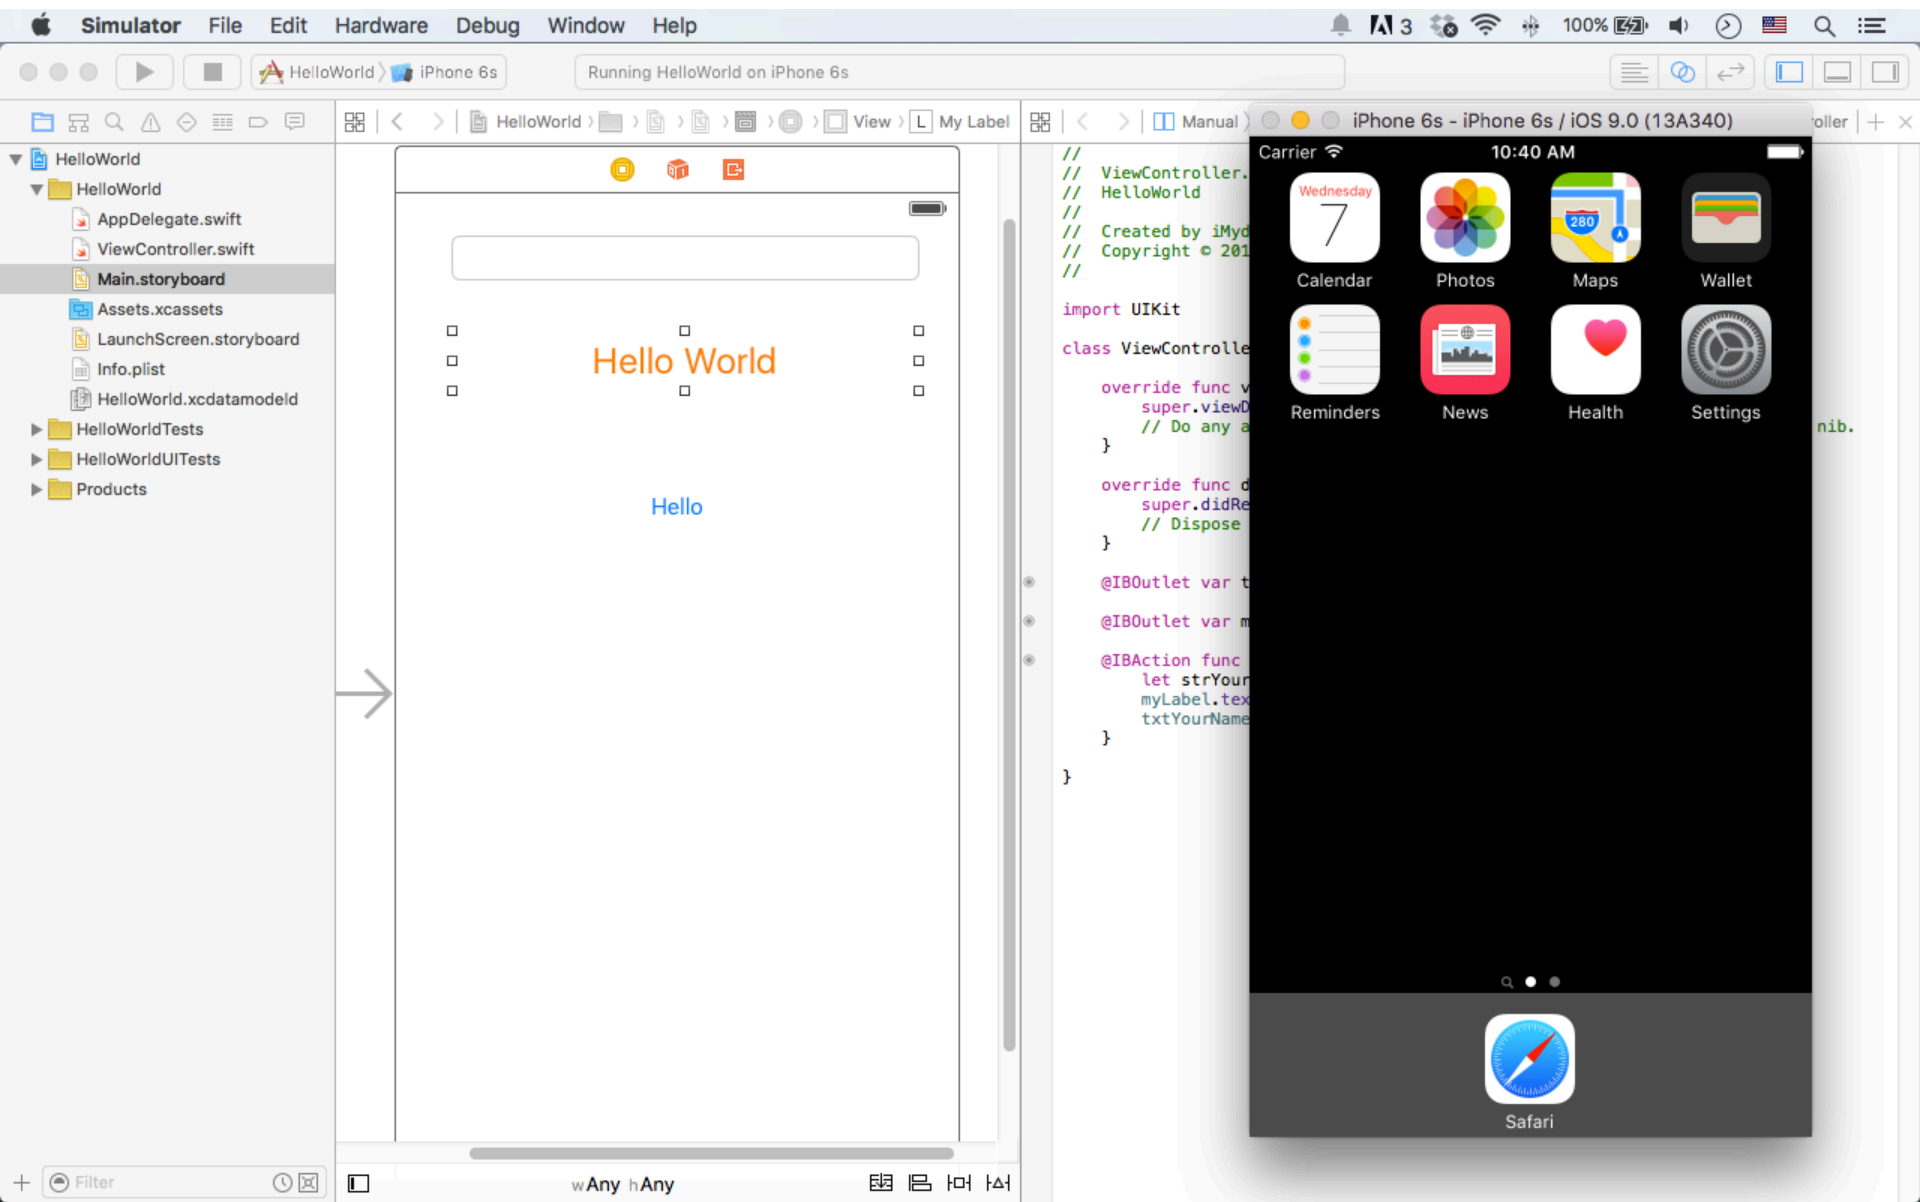 Simulator File Edit Hardware Debug Window Help 3 100%
HelloWorld iPhone 6s Running HelloWorld on iPhone 6s
HelloWorld View L My Label Manual oller
HelloWorld
HelloWorld
AppDelegate.swift
ViewController.swift
Main.storyboard
Assets.xcassets
LaunchScreen.storyboard
Info.plist
HelloWorld.xcdatamodeld
HelloWorldTests
HelloWorldUITests
Products
Filter
Hello World
Hello
wAny hAny
//
// ViewController.
// HelloWorld
//
// Created by iMyd
// Copyright © 201
//
import UIKit
class ViewControlle
override func v
super.viewD
// Do any a nib.
}
override func d
super.didRe
// Dispose
}
@IBOutlet var t
@IBOutlet var m
@IBAction func
let strYour
myLabel.tex
txtYourName
}
}
iPhone 6s - iPhone 6s / iOS 9.0 (13A340)
Carrier 10:40 AM
Wednesday
7
280
Calendar Photos Maps Wallet
Reminders News Health Settings
Safari